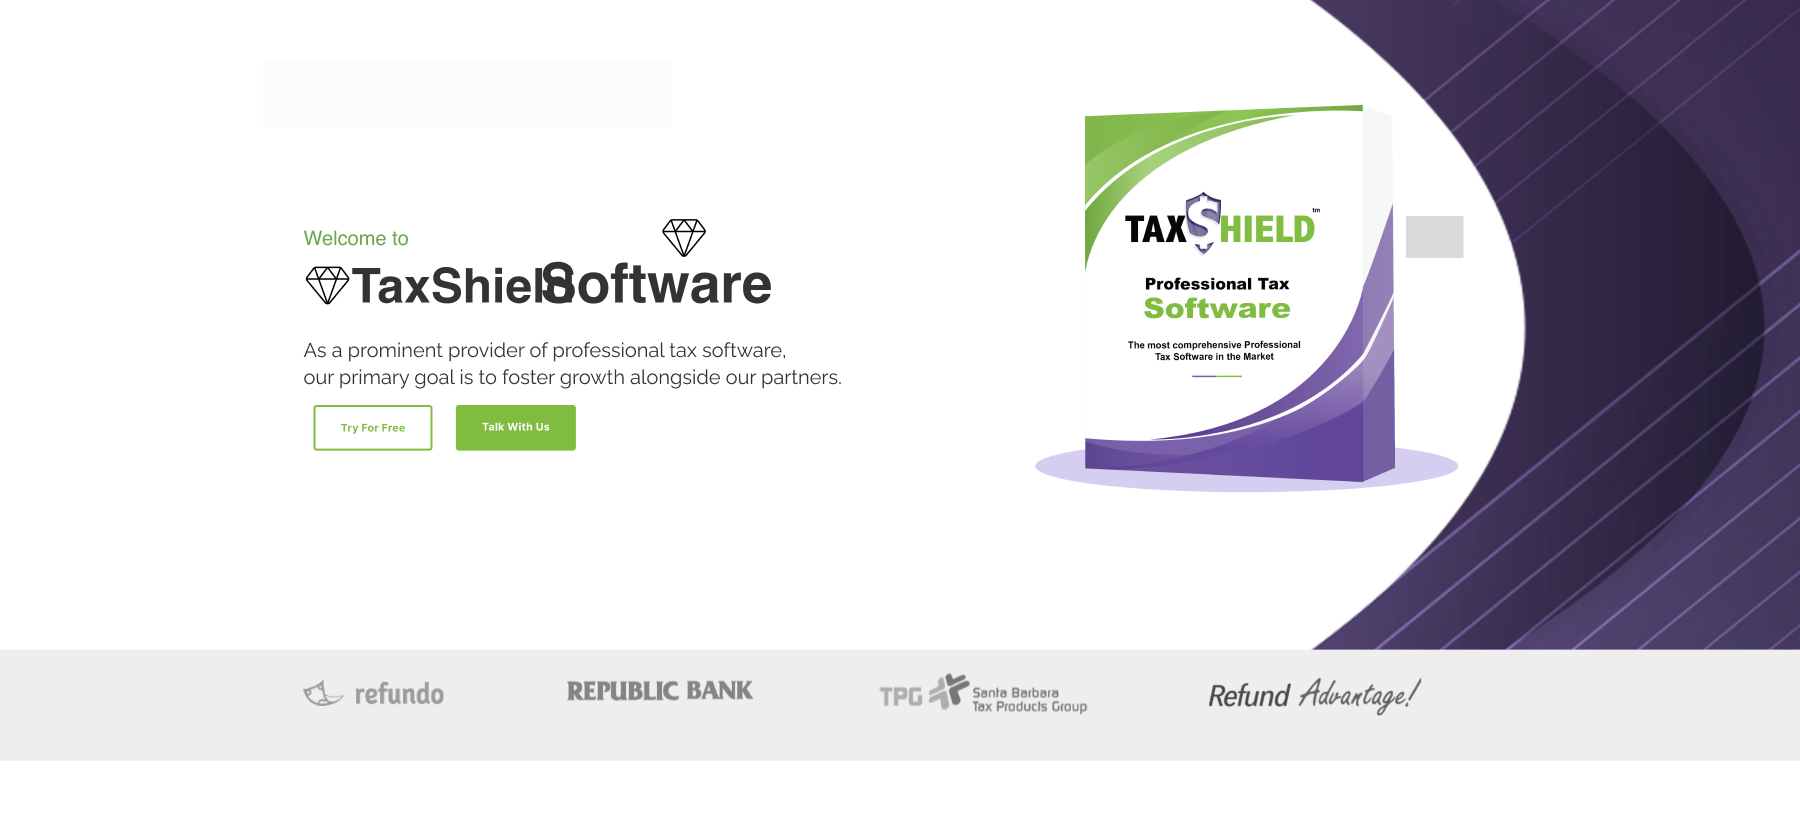 Welcome to
TaxShield Software
As a prominent provider of professional tax software,
our primary goal is to foster growth alongside our partners.
Try For Free
Talk With Us
TAX SHIELD™
Professional Tax
Software
The most comprehensive Professional
Tax Software in the Market
refundo
REPUBLIC BANK
TPG Santa Barbara
Tax Products Group
Refund Advantage!